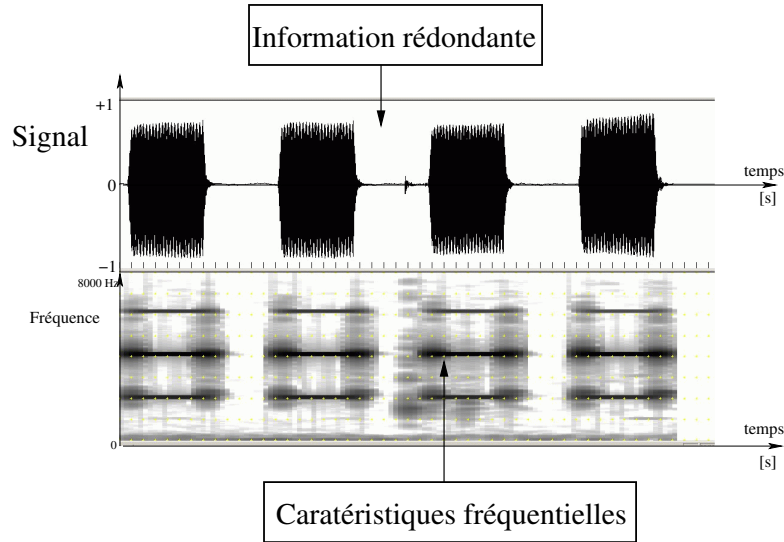 Information rédondante
+1
Signal
temps
0
[s]
−1
8000 Hz
Fréquence
temps
0
[s]
Caratéristiques fréquentielles